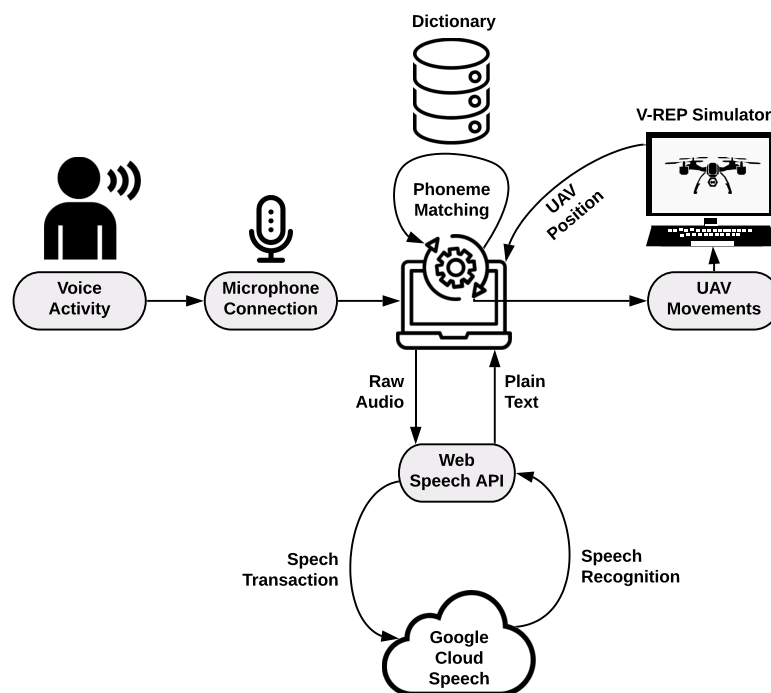 Dictionary
V-REP Simulator
Phoneme
Matching
UAV
Position
Voice
Activity
Microphone
Connection
UAV
Movements
Raw
Audio
Plain
Text
Web
Speech API
Spech
Transaction
Speech
Recognition
Google
Cloud
Speech